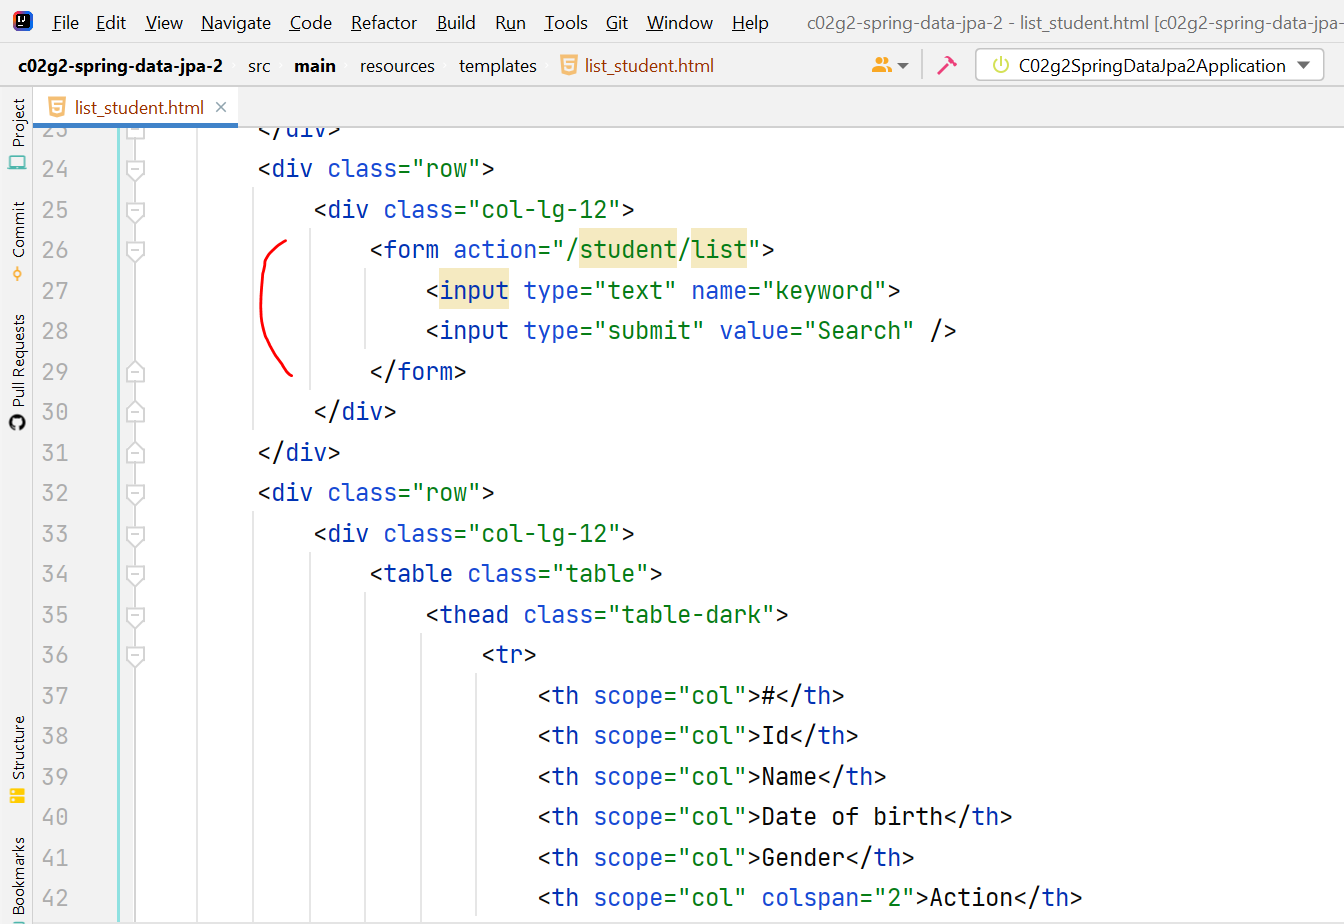 File Edit View Navigate Code Refactor Build Run Tools Git Window Help c02g2-spring-data-jpa-2 - list_student.html [c02g2-spring-data-jpa-
c02g2-spring-data-jpa-2 src main resources templates list_student.html C02g2SpringDataJpa2Application
Project
Commit
Pull Requests
Structure
Bookmarks
list_student.html
23 </div>
24 <div class="row">
25 <div class="col-lg-12">
26 <form action="/student/list">
27 <input type="text" name="keyword">
28 <input type="submit" value="Search" />
29 </form>
30 </div>
31 </div>
32 <div class="row">
33 <div class="col-lg-12">
34 <table class="table">
35 <thead class="table-dark">
36 <tr>
37 <th scope="col">#</th>
38 <th scope="col">Id</th>
39 <th scope="col">Name</th>
40 <th scope="col">Date of birth</th>
41 <th scope="col">Gender</th>
42 <th scope="col" colspan="2">Action</th>